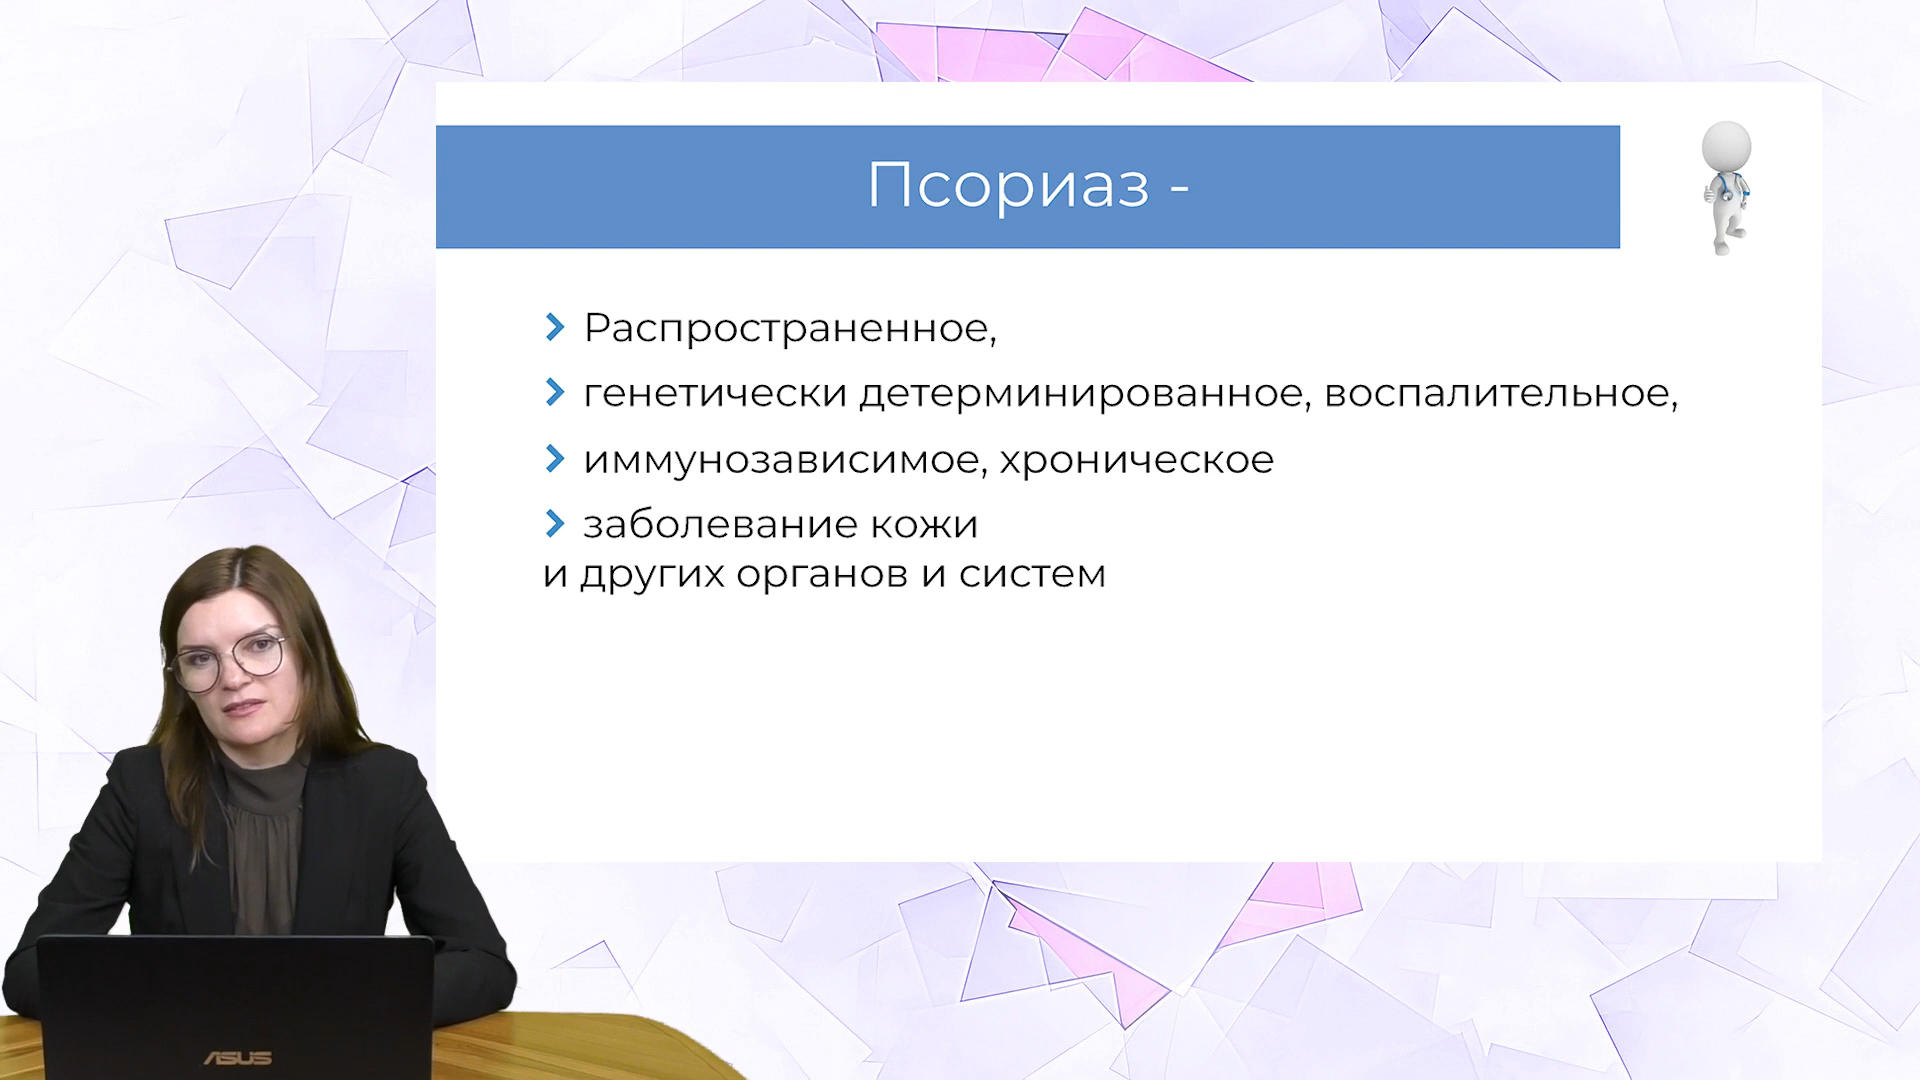 Псориаз -
Распространенное,
генетически детерминированное, воспалительное,
иммунозависимое, хроническое
заболевание кожи
и других органов и систем
ASUS